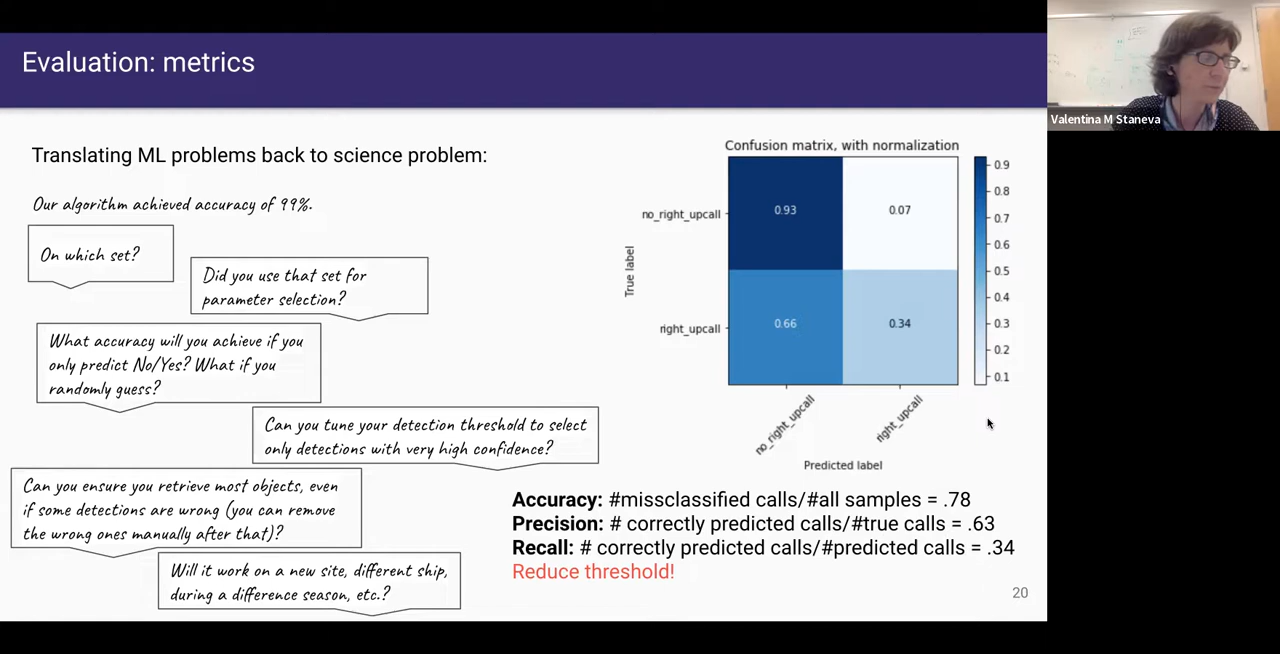 Evaluation: metrics
Valentina M Staneva
Translating ML problems back to science problem:
Our algorithm achieved accuracy of 99%.
On which set?
Did you use that set for
parameter selection?
What accuracy will you achieve if you
only predict No/Yes? What if you
randomly guess?
Can you tune your detection threshold to select
only detections with very high confidence?
Can you ensure you retrieve most objects, even
if some detections are wrong (you can remove
the wrong ones manually after that)?
Will it work on a new site, different ship,
during a difference season, etc.?
Confusion matrix, with normalization
True label
no_right_upcall
right_upcall
0.93
0.07
0.66
0.34
0.9
0.8
0.7
0.6
0.5
0.4
0.3
0.2
0.1
no_right_upcall
right_upcall
Predicted label
Accuracy: #missclassified calls/#all samples = .78
Precision: # correctly predicted calls/#true calls = .63
Recall: # correctly predicted calls/#predicted calls = .34
Reduce threshold!
20